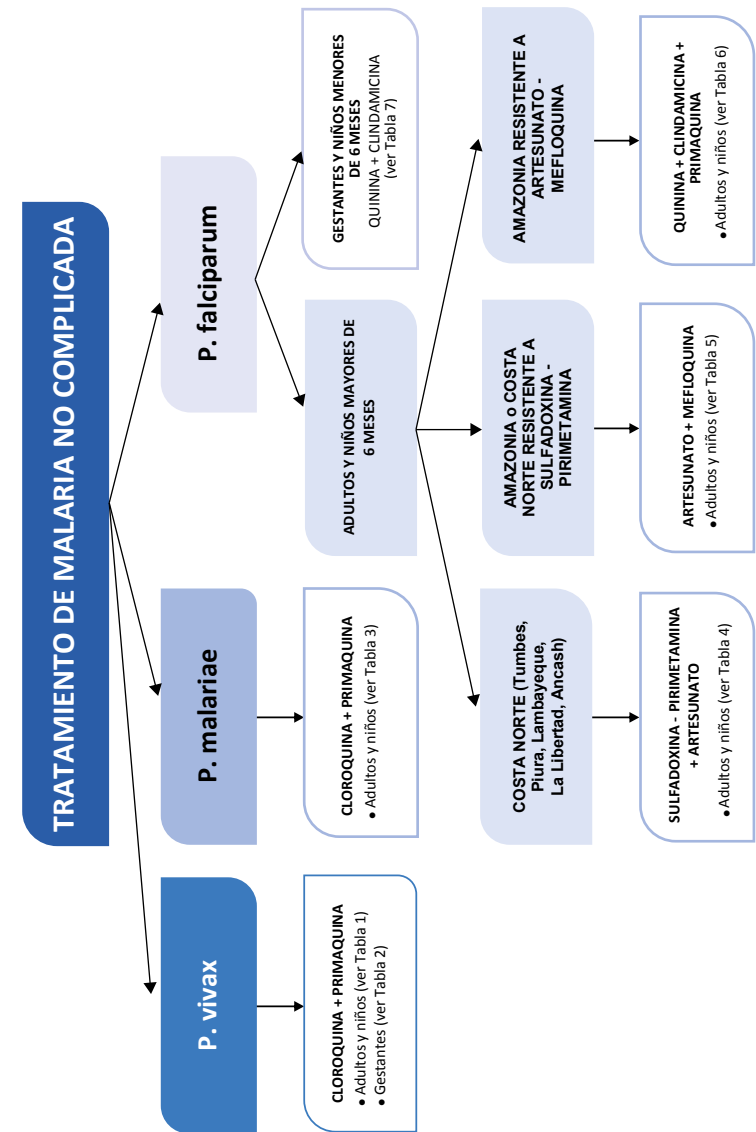 TRATAMIENTO DE MALARIA NO COMPLICADA
P. vivax
P. malariae
P. falciparum
CLOROQUINA + PRIMAQUINA
• Adultos y niños (ver Tabla 1)
• Gestantes (ver Tabla 2)
CLOROQUINA + PRIMAQUINA
• Adultos y niños (ver Tabla 3)
ADULTOS Y NIÑOS MAYORES DE
6 MESES
GESTANTES Y NIÑOS MENORES
DE 6 MESES
QUININA + CLINDAMICINA
(ver Tabla 7)
COSTA NORTE (Tumbes,
Piura, Lambayeque,
La Libertad, Ancash)
AMAZONIA o COSTA
NORTE RESISTENTE A
SULFADOXINA -
PIRIMETAMINA
AMAZONIA RESISTENTE A
ARTESUNATO -
MEFLOQUINA
SULFADOXINA - PIRIMETAMINA
+ ARTESUNATO
• Adultos y niños (ver Tabla 4)
ARTESUNATO + MEFLOQUINA
• Adultos y niños (ver Tabla 5)
QUININA + CLINDAMICINA +
PRIMAQUINA
• Adultos y niños (ver Tabla 6)